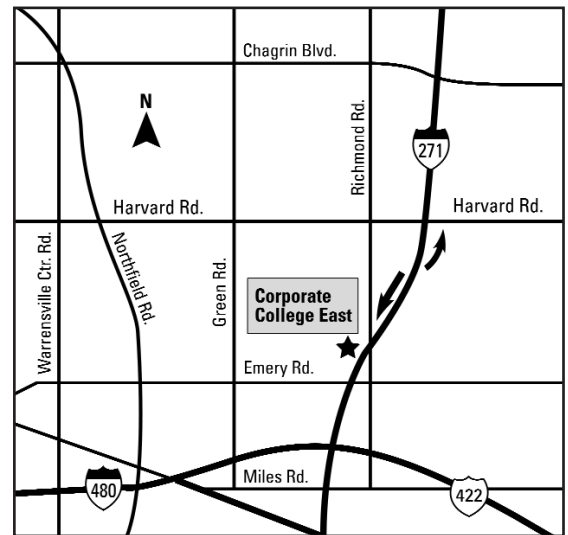 Chagrin Blvd.
N
271
Richmond Rd.
Harvard Rd.
Harvard Rd.
Northfield Rd.
Warrensville Ctr. Rd.
Green Rd.
Corporate
College East
Emery Rd.
Miles Rd.
480
422